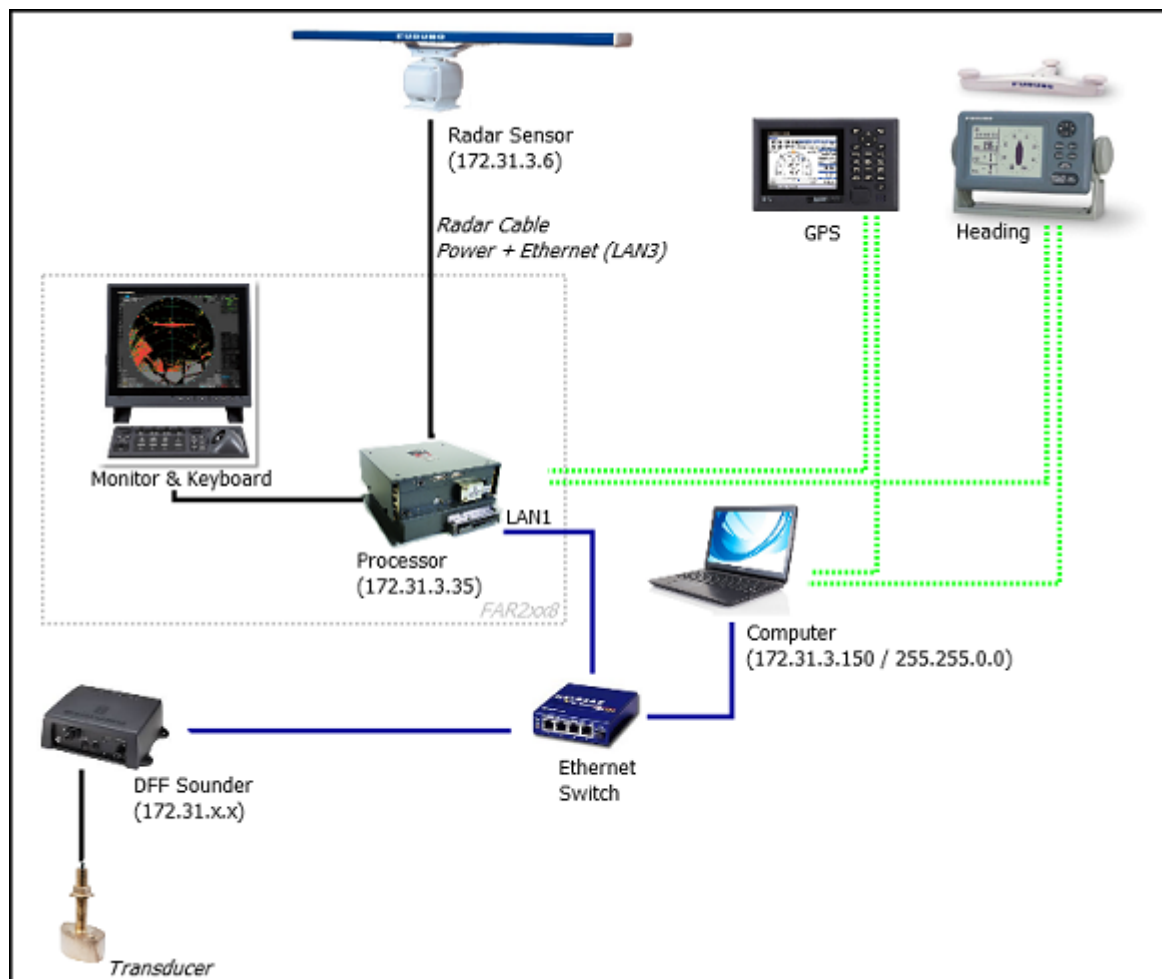 FURUNO
Radar Sensor
(172.31.3.6)
Radar Cable
Power + Ethernet (LAN3)
FURUNO
GPS
Heading
Monitor & Keyboard
LAN1
Processor
(172.31.3.35)
FAR2xx8
Computer
(172.31.3.150 / 255.255.0.0)
DFF Sounder
(172.31.x.x)
Ethernet
Switch
Transducer